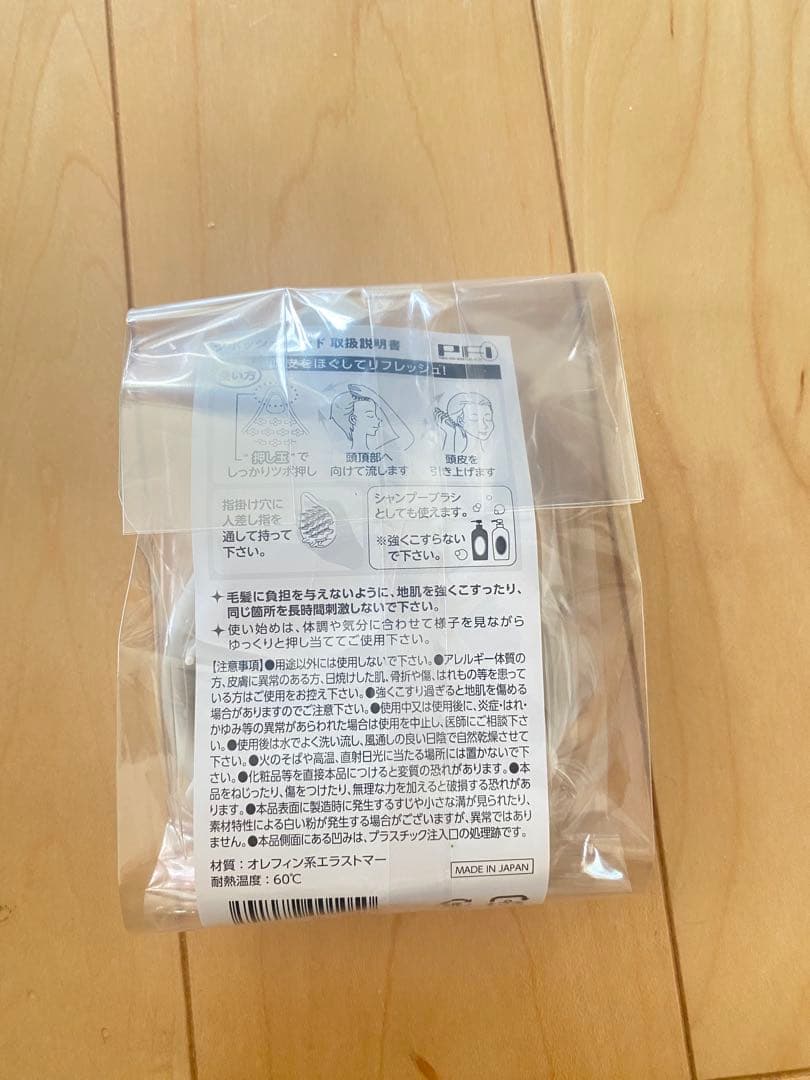 ド 取扱説明書
皮をほぐしてリフレッシュ!
使い方
"押し玉"で
しっかりツボ押し
頭頂部へ
向けて流します
頭皮を
引き上げます
指掛け穴に
人差し指を
通して持って
下さい。
シャンプーブラシ
としても使えます。
※強くこすらない
で下さい。
毛髪に負担を与えないように、地肌を強くこすったり、
同じ箇所を長時間刺激しないで下さい。
使い始めは、体調や気分に合わせて様子を見ながら
ゆっくりと押し当ててご使用下さい。
【注意事項】●用途以外には使用しないで下さい。●アレルギー体質の
方、皮膚に異常のある方、日焼けした肌、骨折や傷、はれもの等を患って
いる方はご使用をお控え下さい。●強くこすり過ぎると地肌を傷める
場合がありますのでご注意下さい。●使用中又は使用後に、炎症・はれ・
かゆみ等の異常があらわれた場合は使用を中止し、医師にご相談下さ
い。●使用後は水でよく洗い流し、風通しの良い日陰で自然乾燥させて
下さい。●火のそばや高温、直射日光に当たる場所には置かないで下
さい。●化粧品等を直接本品につけると変質の恐れがあります。●本
品をねじったり、傷をつけたり、無理な力を加えると破損する恐れがあ
ります。●本品表面に製造時に発生するすじや小さな溝が見られたり、
素材特性による白い粉が発生する場合がございますが、異常ではあり
ません。●本品側面にある凹みは、プラスチック注入口の処理跡です。
材質：オレフィン系エラストマー
耐熱温度：60℃
MADE IN JAPAN